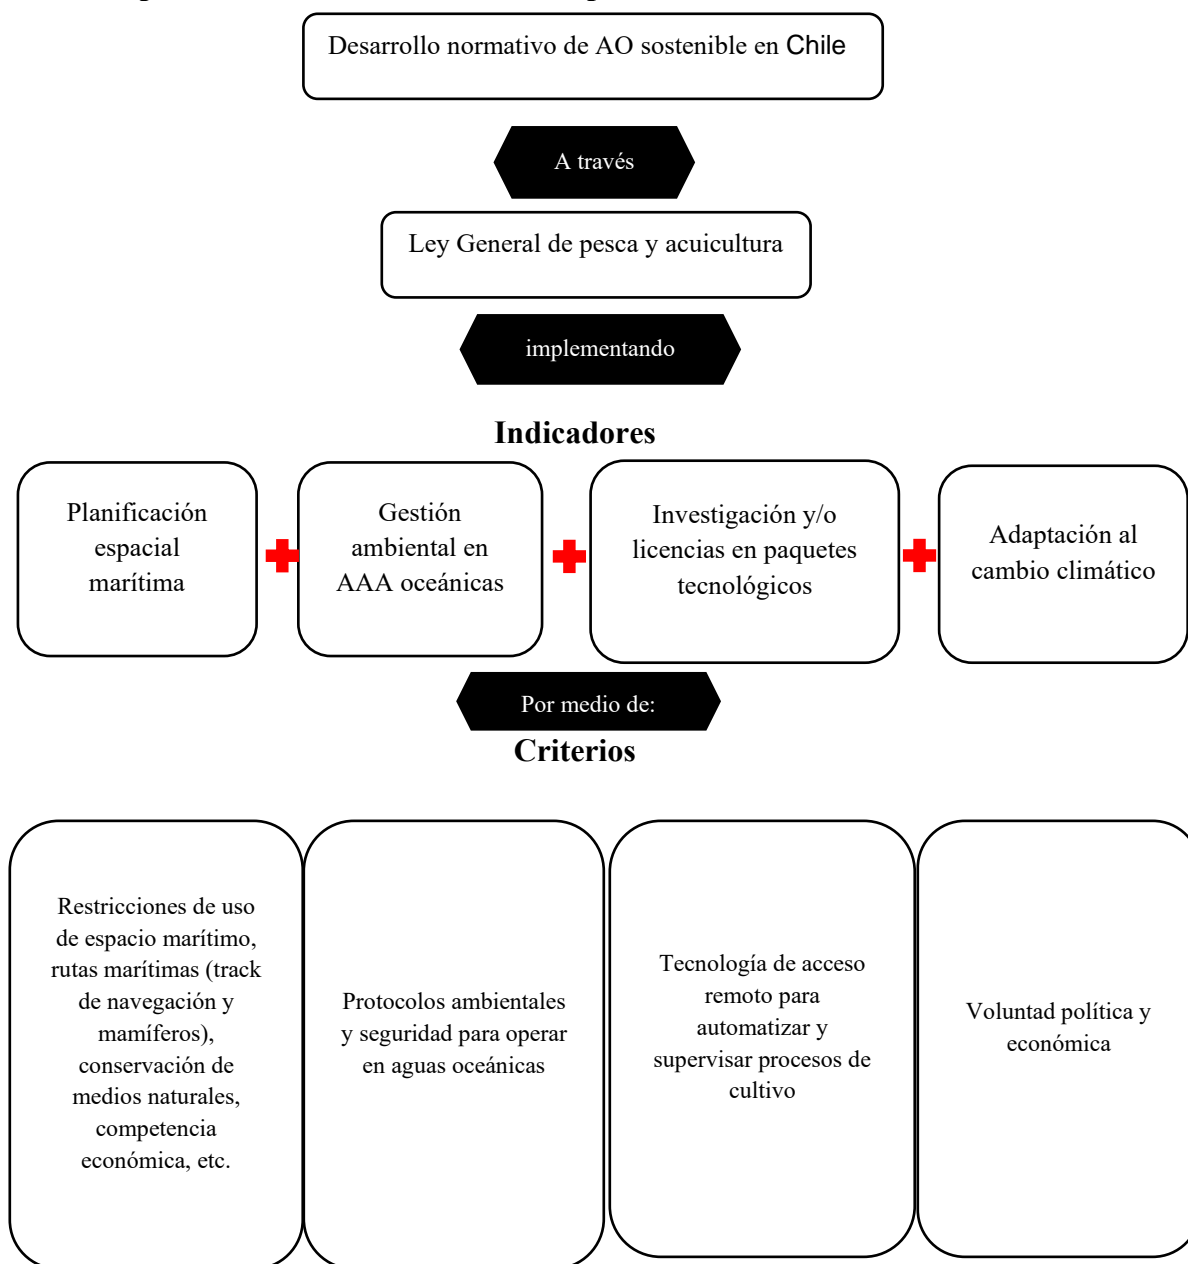 Desarrollo normativo de AO sostenible en Chile
A través
Ley General de pesca y acuicultura
implementando
Indicadores
Planificación
espacial
marítima
Gestión
ambiental en
AAA oceánicas
Investigación y/o
licencias en paquetes
tecnológicos
Adaptación al
cambio climático
Por medio de:
Criterios
Restricciones de uso
de espacio marítimo,
rutas marítimas (track
de navegación y
mamíferos),
conservación de
medios naturales,
competencia
económica, etc.
Protocolos ambientales
y seguridad para operar
en aguas oceánicas
Tecnología de acceso
remoto para
automatizar y
supervisar procesos de
cultivo
Voluntad política y
económica